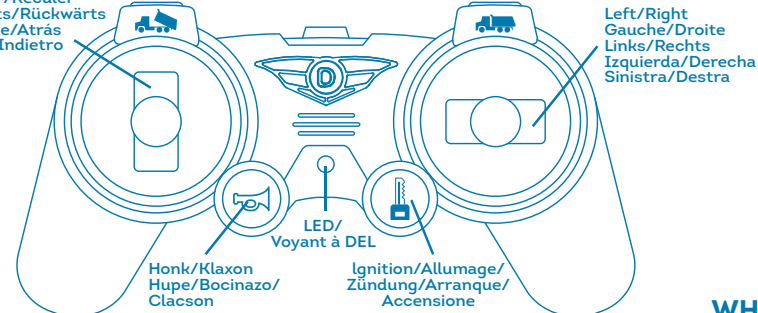 /Reculer
ts/Rückwärts
e/Atrás
Indietro
Left/Right
Gauche/Droite
Links/Rechts
Izquierda/Derecha
Sinistra/Destra
D
LED/
Voyant à DEL
Honk/Klaxon
Hupe/Bocinazo/
Clacson
Ignition/Allumage/
Zündung/Arranque/
Accensione
WH